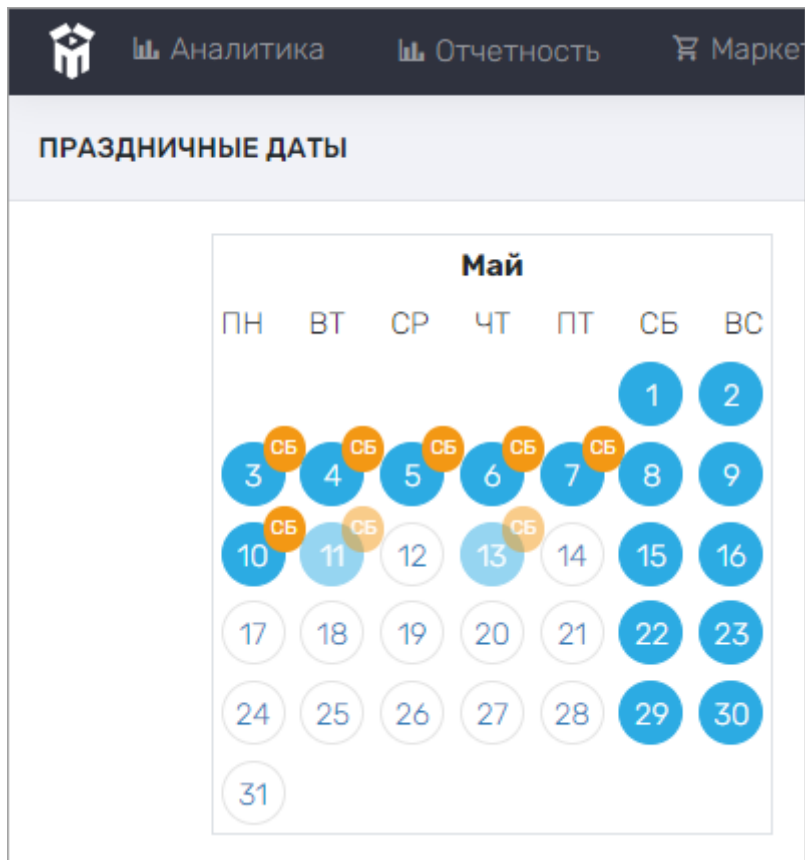 Аналитика Отчетность Марке
ПРАЗДНИЧНЫЕ ДАТЫ
Май
ПН ВТ СР ЧТ ПТ СБ ВС
1 2
3 СБ 4 СБ 5 СБ 6 СБ 7 СБ 8 9
10 СБ 11 СБ 12 13 СБ 14 15 16
17 18 19 20 21 22 23
24 25 26 27 28 29 30
31